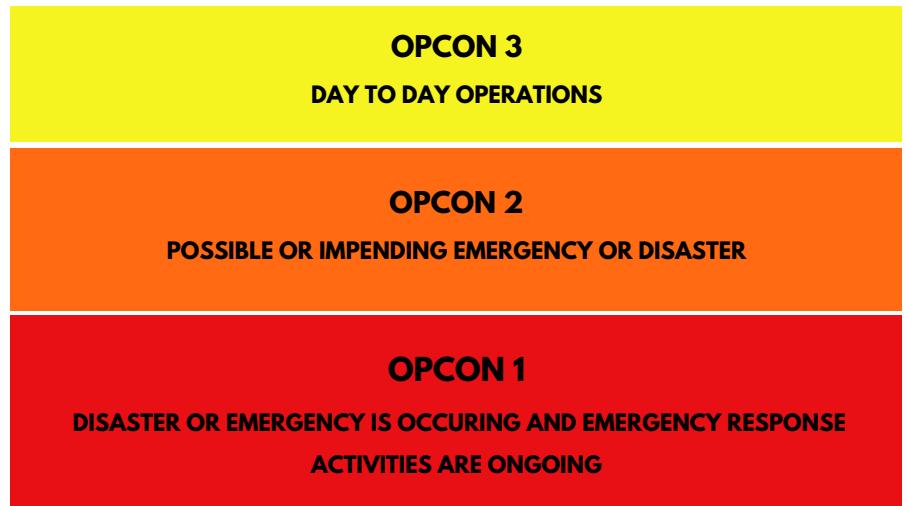 OPCON 3
DAY TO DAY OPERATIONS
OPCON 2
POSSIBLE OR IMPENDING EMERGENCY OR DISASTER
OPCON 1
DISASTER OR EMERGENCY IS OCCURING AND EMERGENCY RESPONSE
ACTIVITIES ARE ONGOING